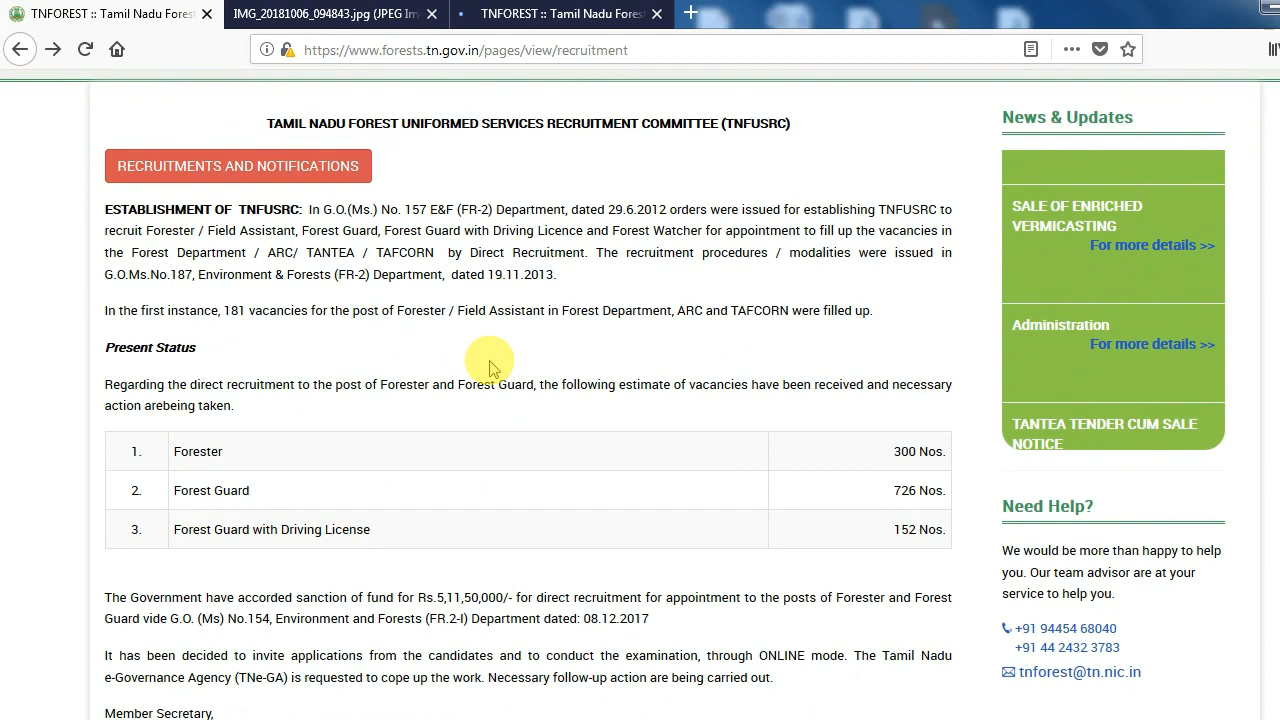 TNFOREST :: Tamil Nadu Fores
IMG_20181006_094843.jpg (JPEG Im
TNFOREST :: Tamil Nadu Fores
https://www.forests.tn.gov.in/pages/view/recruitment
TAMIL NADU FOREST UNIFORMED SERVICES RECRUITMENT COMMITTEE (TNFUSRC)
RECRUITMENTS AND NOTIFICATIONS
ESTABLISHMENT OF TNFUSRC: In G.O.(Ms.) No. 157 E&F (FR-2) Department, dated 29.6.2012 orders were issued for establishing TNFUSRC to
recruit Forester / Field Assistant, Forest Guard, Forest Guard with Driving Licence and Forest Watcher for appointment to fill up the vacancies in
the Forest Department / ARC/ TANTEA / TAFCORN by Direct Recruitment. The recruitment procedures / modalities were issued in
G.O.Ms.No.187, Environment & Forests (FR-2) Department, dated 19.11.2013.
In the first instance, 181 vacancies for the post of Forester / Field Assistant in Forest Department, ARC and TAFCORN were filled up.
Present Status
Regarding the direct recruitment to the post of Forester and Forest Guard, the following estimate of vacancies have been received and necessary
action arebeing taken.
1. Forester 300 Nos.
2. Forest Guard 726 Nos.
3. Forest Guard with Driving License 152 Nos.
The Government have accorded sanction of fund for Rs.5,11,50,000/- for direct recruitment for appointment to the posts of Forester and Forest
Guard vide G.O. (Ms) No.154, Environment and Forests (FR.2-I) Department dated: 08.12.2017
It has been decided to invite applications from the candidates and to conduct the examination, through ONLINE mode. The Tamil Nadu
e-Governance Agency (TNe-GA) is requested to cope up the work. Necessary follow-up action are being carried out.
Member Secretary,
News & Updates
SALE OF ENRICHED
VERMICASTING
For more details >>
Administration
For more details >>
TANTEA TENDER CUM SALE
NOTICE
Need Help?
We would be more than happy to help
you. Our team advisor are at your
service to help you.
+91 94454 68040
+91 44 2432 3783
tnforest@tn.nic.in